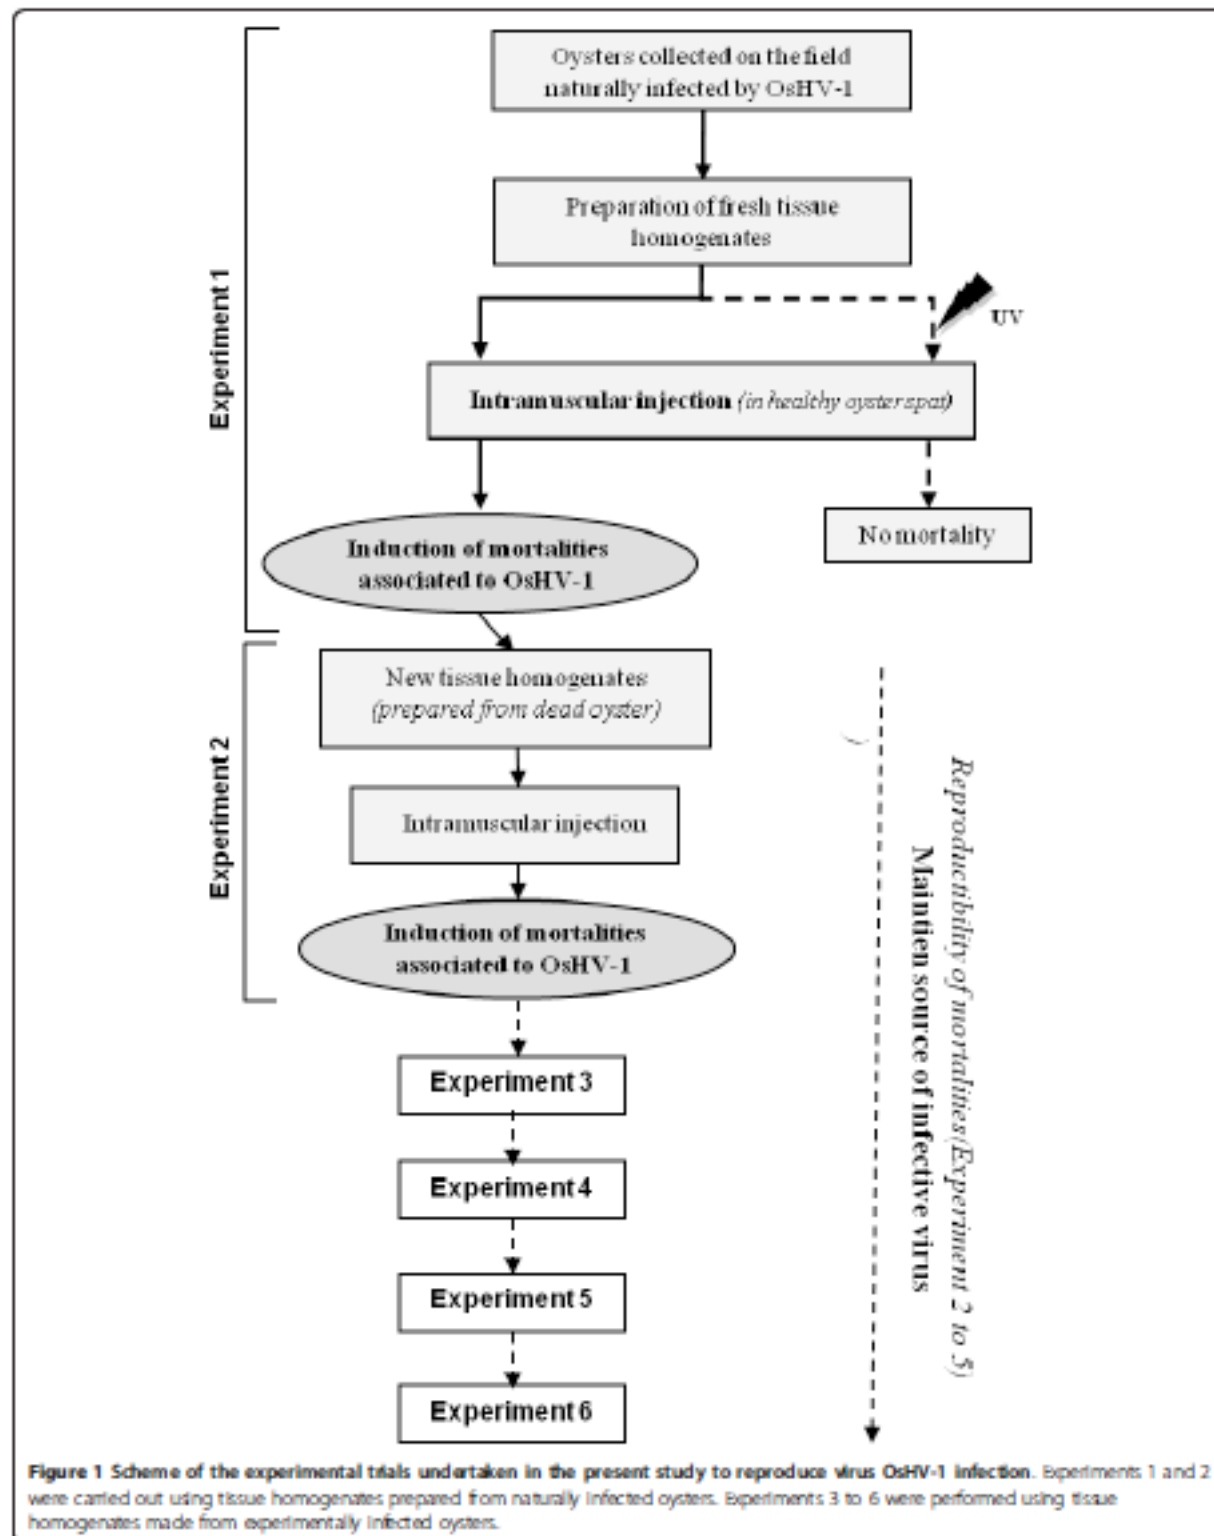 Oysters collected on the field
naturally infected by OsHV-1
Preparation of fresh tissue
homogenates
UV
Experiment 1
Intramuscular injection (in healthy oyster spat)
Induction of mortalities
associated to OsHV-1
No mortality
New tissue homogenates
(prepared from dead oyster)
Experiment 2
Intramuscular injection
Induction of mortalities
associated to OsHV-1
Reproductibility of mortalities (Experiment 2 to 5)
)
Maintien source of infective virus
Experiment 3
Experiment 4
Experiment 5
Experiment 6
Figure 1 Scheme of the experimental trials undertaken in the present study to reproduce virus OsHV-1 infection. Experiments 1 and 2
were carried out using tissue homogenates prepared from naturally infected oysters. Experiments 3 to 6 were performed using tissue
homogenates made from experimentally infected oysters.